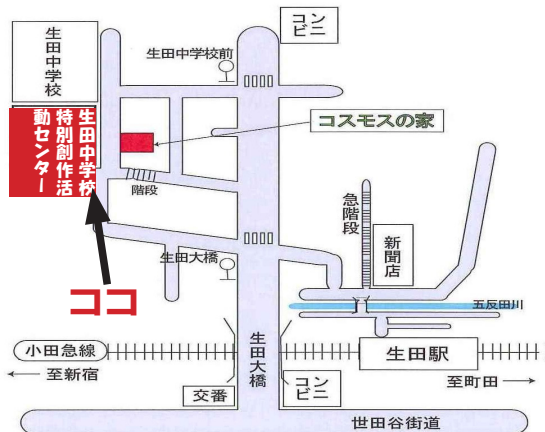 コンビニ
生田中学校
生田中学校前
生田中学校
特別創作活
動センター
コスモスの家
階段
急階段
新聞店
生田大橋
ココ
五反田川
小田急線
生田大橋
生田駅
至新宿
交番
コンビニ
至町田
世田谷街道